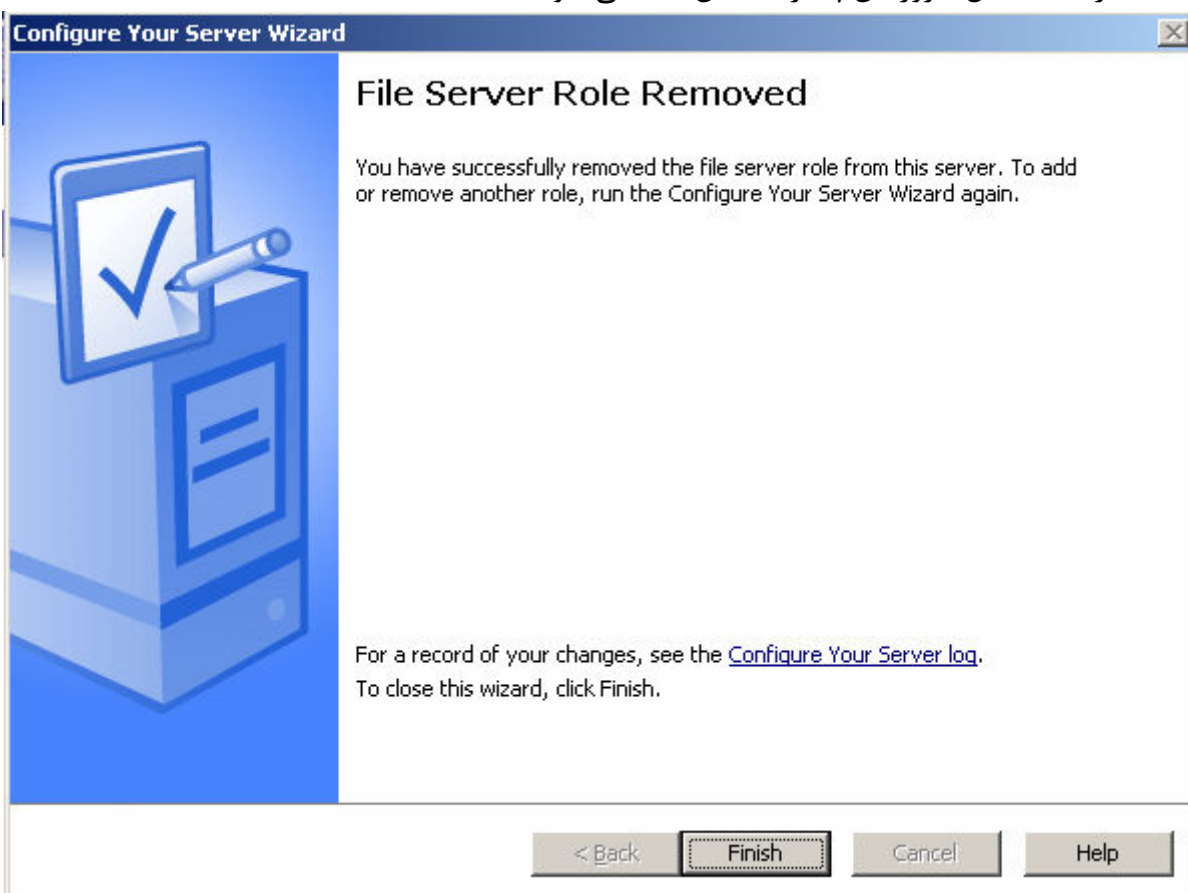 Configure Your Server Wizard
File Server Role Removed
You have successfully removed the file server role from this server. To add
or remove another role, run the Configure Your Server Wizard again.
For a record of your changes, see the Configure Your Server log.
To close this wizard, click Finish.
< Back
Finish
Cancel
Help